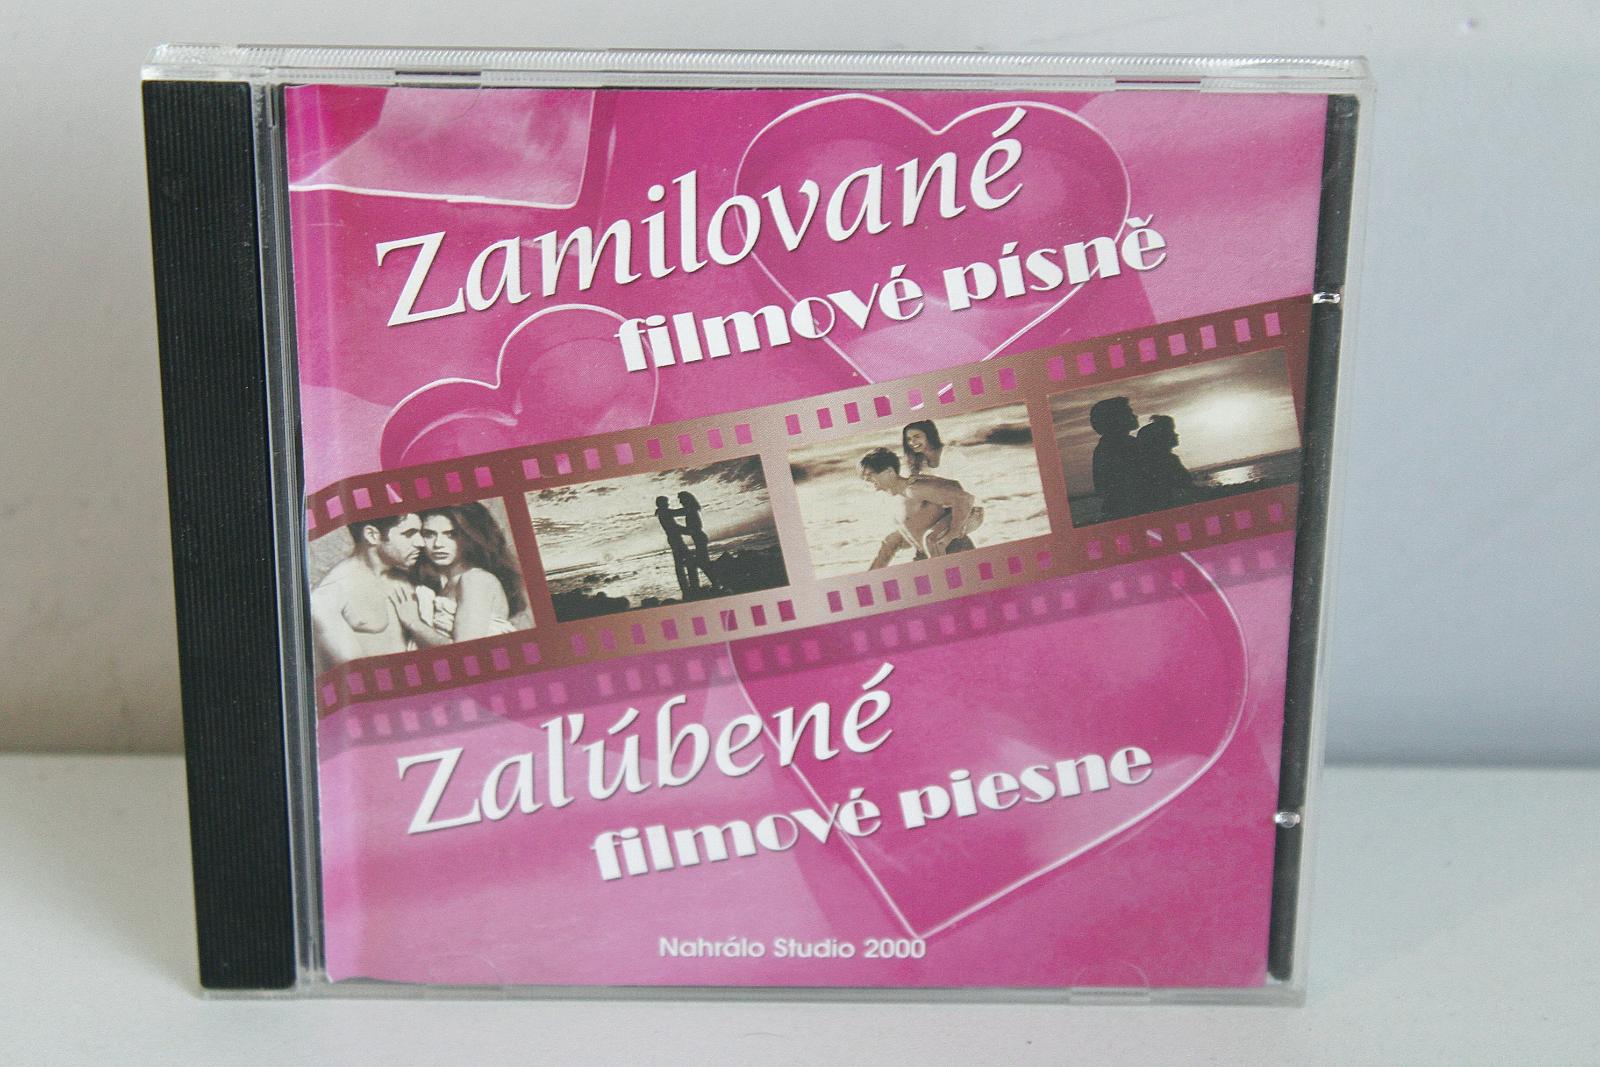 Zamilované
filmové písně
Zaľúbené
filmové piesne
Nahrálo Studio 2000